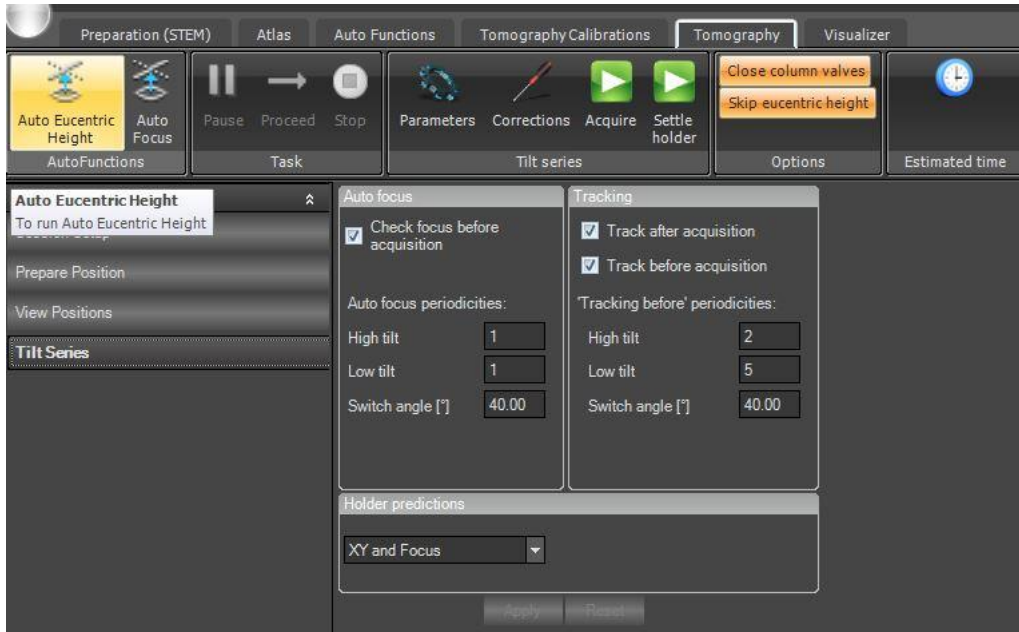 Preparation (STEM)
Atlas
Auto Functions
Tomography Calibrations
Tomography
Visualizer
Auto Eucentric
Height
Auto
Focus
AutoFunctions
Pause
Proceed
Stop
Task
Parameters
Corrections
Acquire
Settle
holder
Tilt series
Close column valves
Skip eucentric height
Options
Estimated time
Auto Eucentric Height
To run Auto Eucentric Height
Prepare Position
View Positions
Tilt Series
Auto focus
Check focus before
acquisition
Auto focus periodicities:
High tilt
1
Low tilt
1
Switch angle [°]
40.00
Tracking
Track after acquisition
Track before acquisition
'Tracking before' periodicities:
High tilt
2
Low tilt
5
Switch angle [°]
40.00
Holder predictions
XY and Focus
Apply
Reset